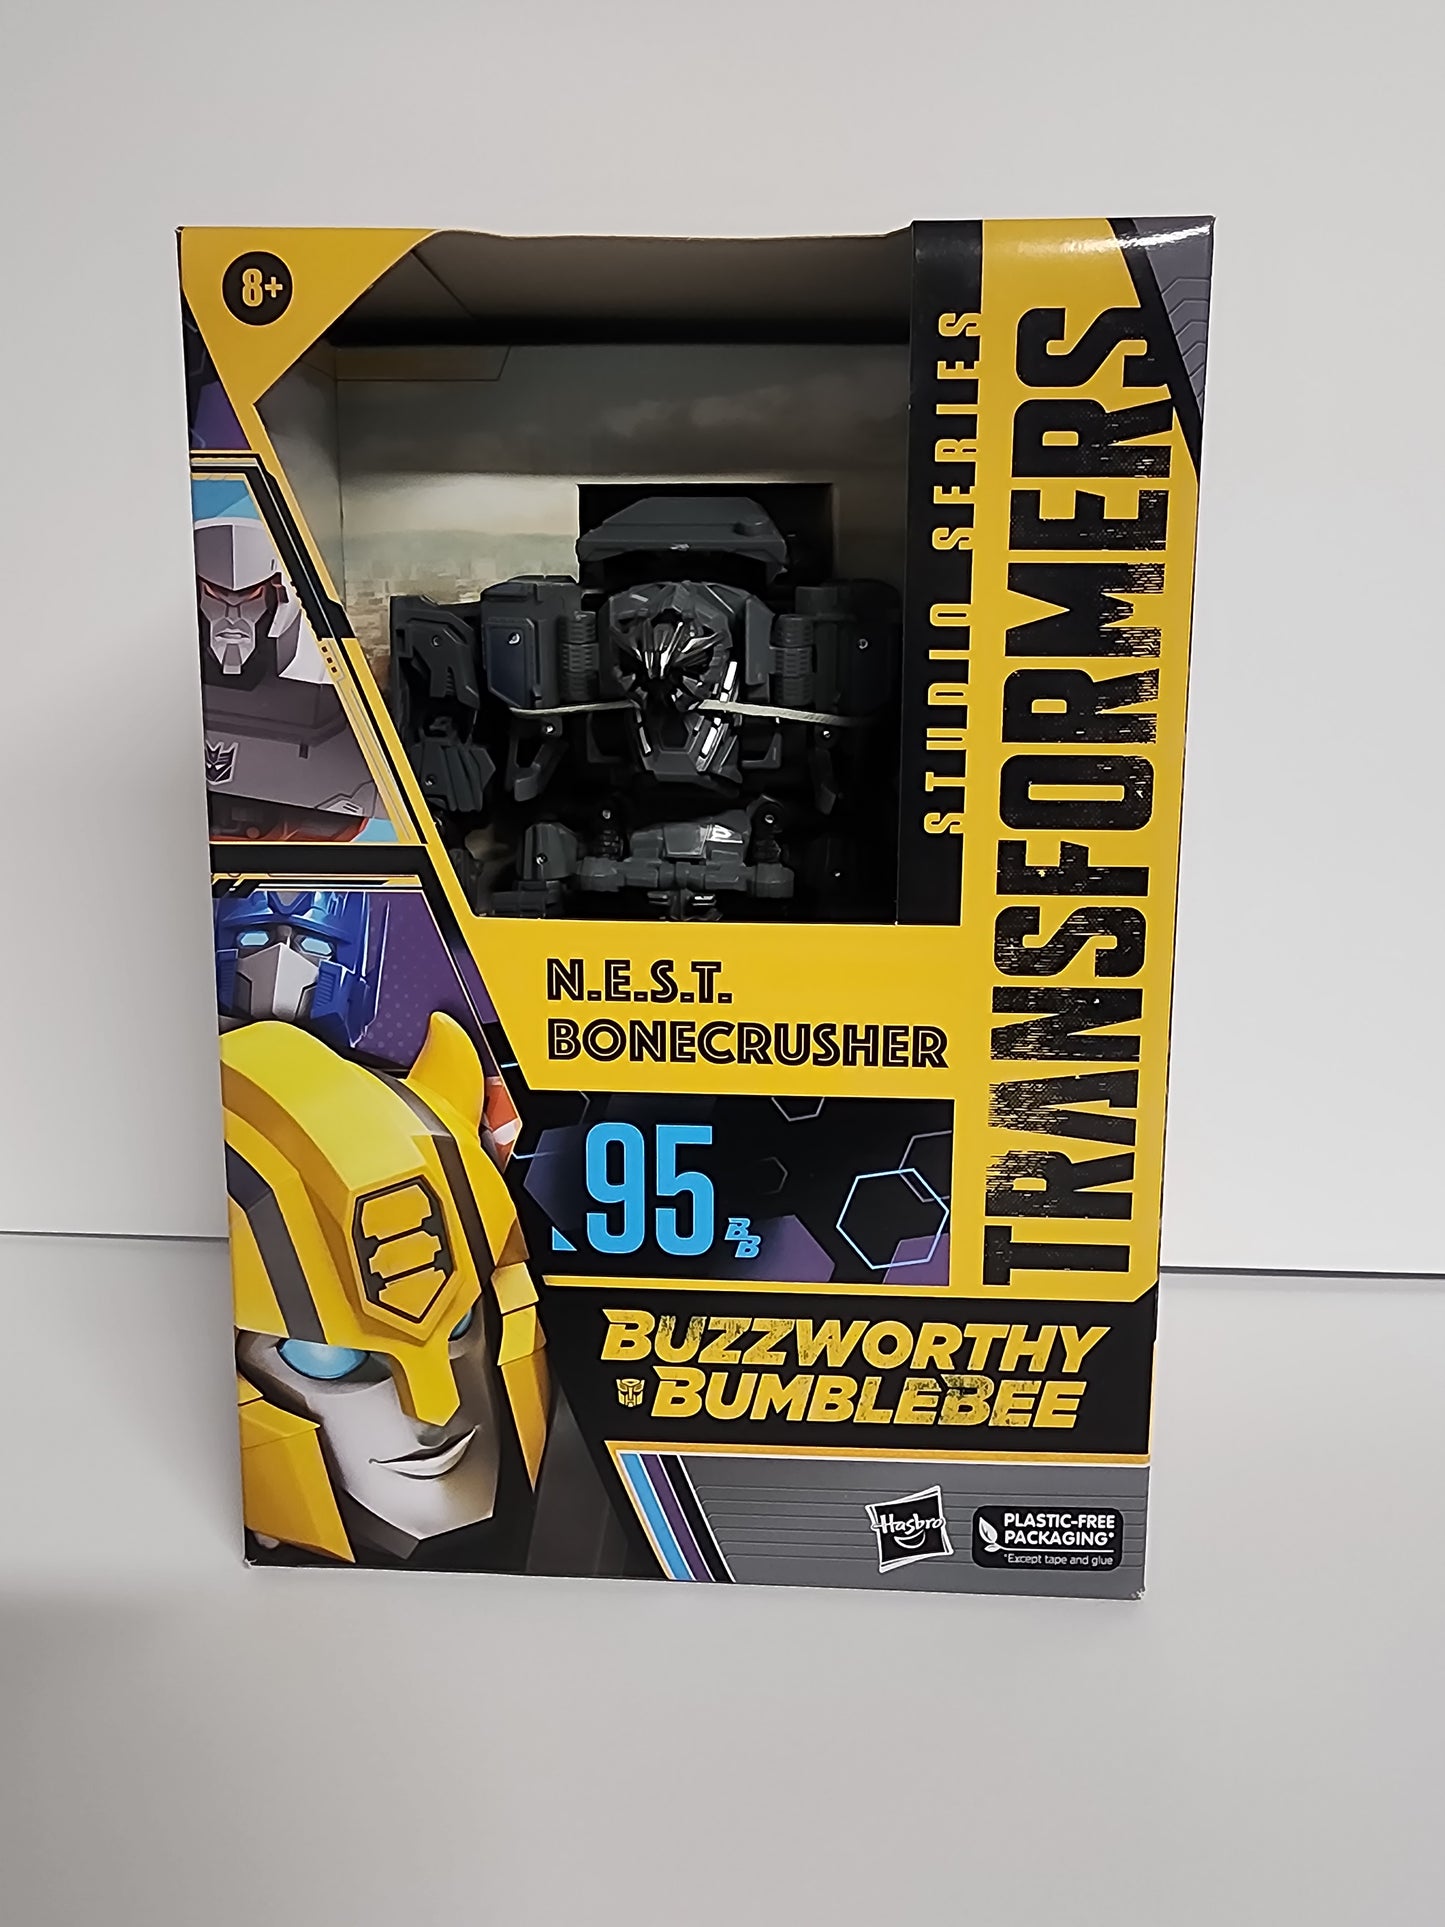 8+
STUDIO SERIES
TRANSFORMERS
N.E.S.T.
BONECRUSHER
95 BB
BUZZWORTHY
BUMBLEBEE
Hasbro
PLASTIC-FREE
PACKAGING*
*Except tape and glue